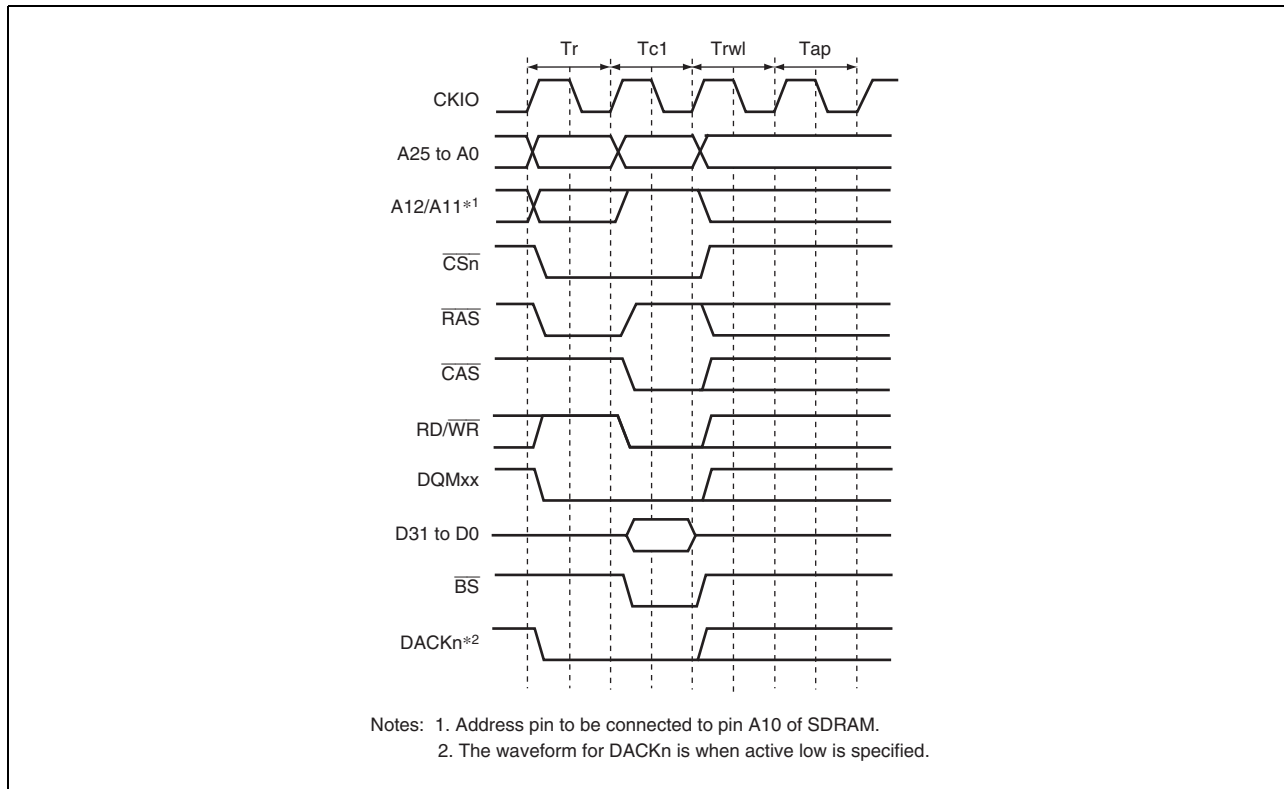 Tr Tc1 Trwl Tap
CKIO
A25 to A0
A12/A11*1
CSn
RAS
CAS
RD/WR
DQMxx
D31 to D0
BS
DACKn*2
Notes: 1. Address pin to be connected to pin A10 of SDRAM.
2. The waveform for DACKn is when active low is specified.